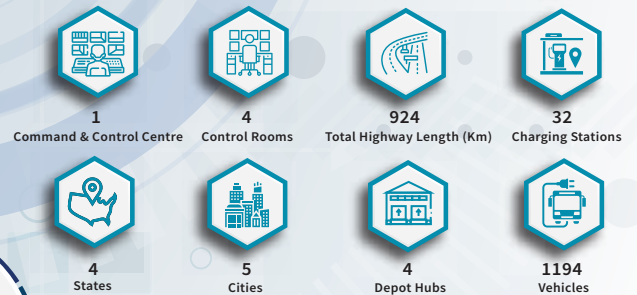 1
Command & Control Centre
4
Control Rooms
924
Total Highway Length (Km)
32
Charging Stations
4
States
5
Cities
4
Depot Hubs
1194
Vehicles